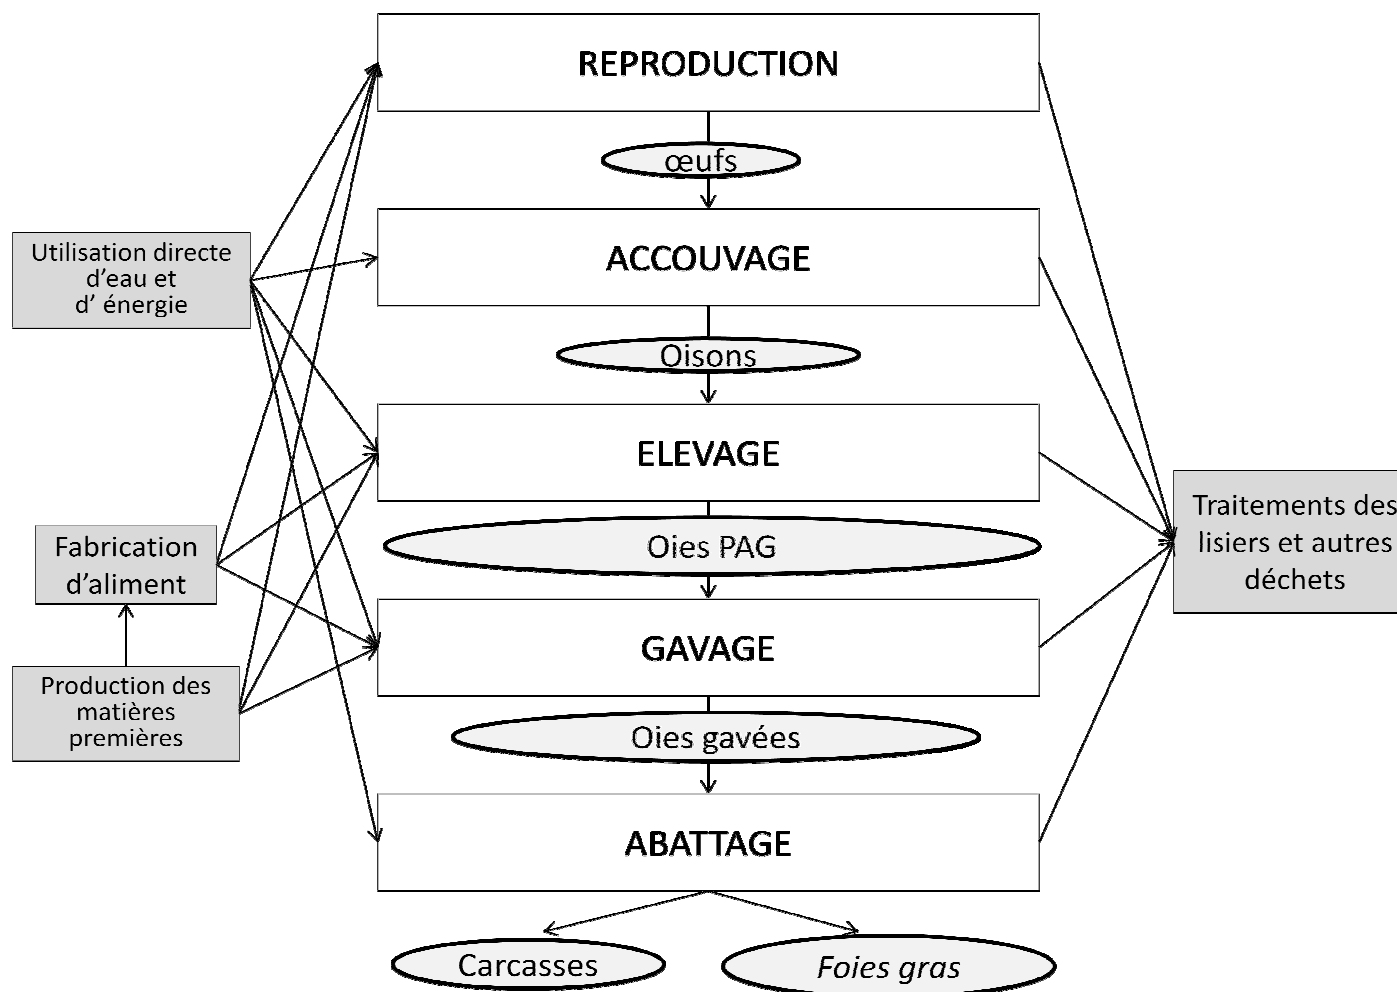 REPRODUCTION
œufs
Utilisation directe
d'eau et
d' énergie
ACCOUVAGE
Oisons
ELEVAGE
Oies PAG
Fabrication
d'aliment
Traitements des
lisiers et autres
déchets
GAVAGE
Production des
matières
premières
Oies gavées
ABATTAGE
Carcasses
Foies gras